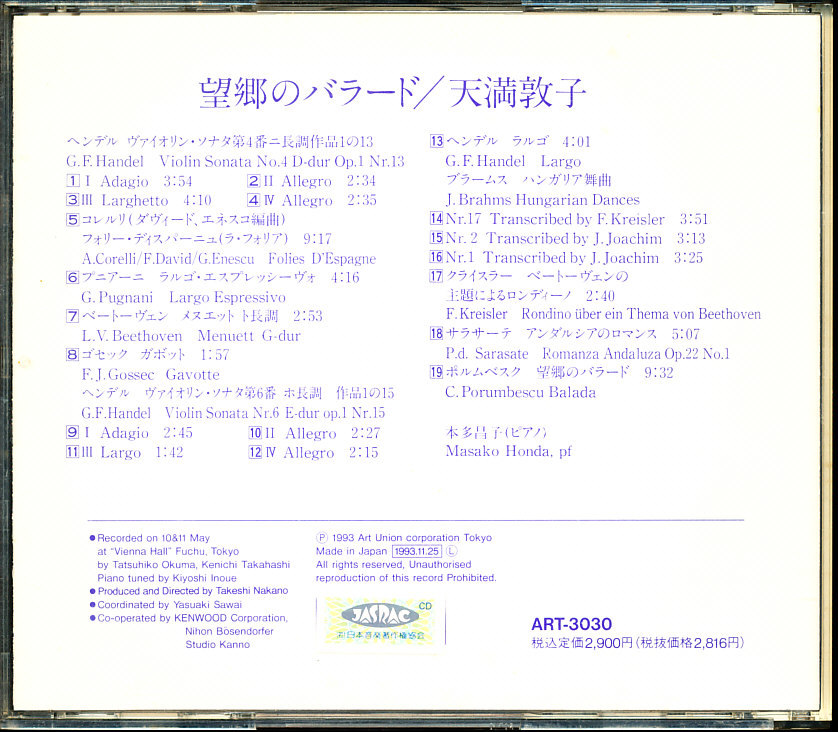 望郷のバラード／天満敦子
ヘンデル ヴァイオリン・ソナタ第4番ニ長調作品1の13
G.F.Handel Violin Sonata No.4 D-dur Op.1 Nr.13
1 I Adagio 3:54 2 II Allegro 2:34
3 III Larghetto 4:10 4 IV Allegro 2:35
5 コレルリ(ダヴィード、エネスコ編曲)
フォリー・ディスパーニュ(ラ・フォリア) 9:17
A.Corelli/F.David/G.Enescu Folies D'Espagne
6 プニアーニ ラルゴ・エスプレッシーヴォ 4:16
G. Pugnani Largo Espressivo
7 ベートーヴェン メヌエット ト長調 2:53
L.V.Beethoven Menuett G-dur
8 ゴセック ガボット 1:57
F.J.Gossec Gavotte
ヘンデル ヴァイオリン・ソナタ第6番 ホ長調 作品1の15
G.F.Handel Violin Sonata Nr.6 E-dur op.1 Nr.15
9 I Adagio 2:45 10 II Allegro 2:27
11 III Largo 1:42 12 IV Allegro 2:15
13 ヘンデル ラルゴ 4:01
G.F.Handel Largo
ブラームス ハンガリア舞曲
J.Brahms Hungarian Dances
14 Nr.17 Transcribed by F.Kreisler 3:51
15 Nr. 2 Transcribed by J.Joachim 3:13
16 Nr.1 Transcribed by J.Joachim 3:25
17 クライスラー ベートーヴェンの
主題によるロンディーノ 2:40
F.Kreisler Rondino über ein Thema von Beethoven
18 サラサーテ アンダルシアのロマンス 5:07
P.d. Sarasate Romanza Andaluza Op.22 No.1
19 ポルムベスク 望郷のバラード 9:32
C.Porumbescu Balada
本多昌子(ピアノ)
Masako Honda, pf
●Recorded on 10&11 May
at "Vienna Hall" Fuchu, Tokyo
by Tatsuhiko Okuma, Kenichi Takahashi
Piano tuned by Kiyoshi Inoue
●Produced and Directed by Takeshi Nakano
●Coordinated by Yasuaki Sawai
●Co-operated by KENWOOD Corporation,
Nihon Bösendorfer
Studio Kanno
Ⓟ 1993 Art Union corporation Tokyo
Made in Japan 1993.11.25 Ⓛ
All rights reserved, Unauthorised
reproduction of this record Prohibited.
CD
JASRAC
(社)日本音楽著作権協会
ART-3030
税込定価2,900円(税抜価格2,816円)